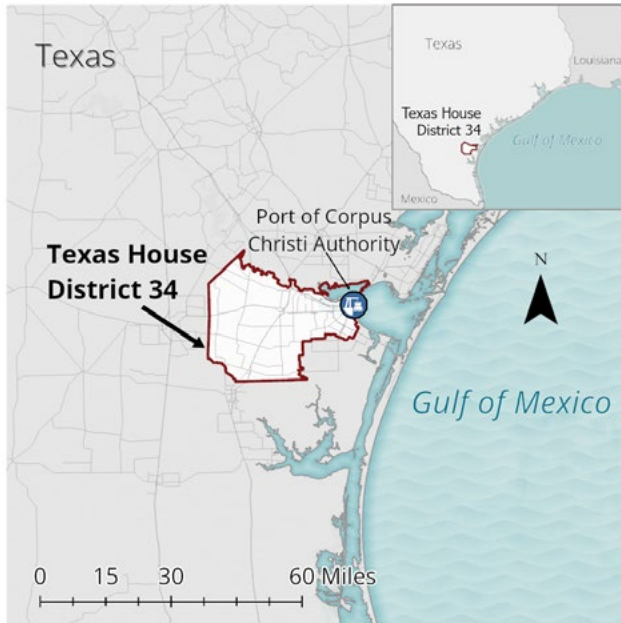 Texas
Texas
Louisiana
Texas House
District 34
Gulf of Mexico
Mexico
Port of Corpus
Christi Authority
Texas House
District 34
N
Gulf of Mexico
0 15 30 60 Miles